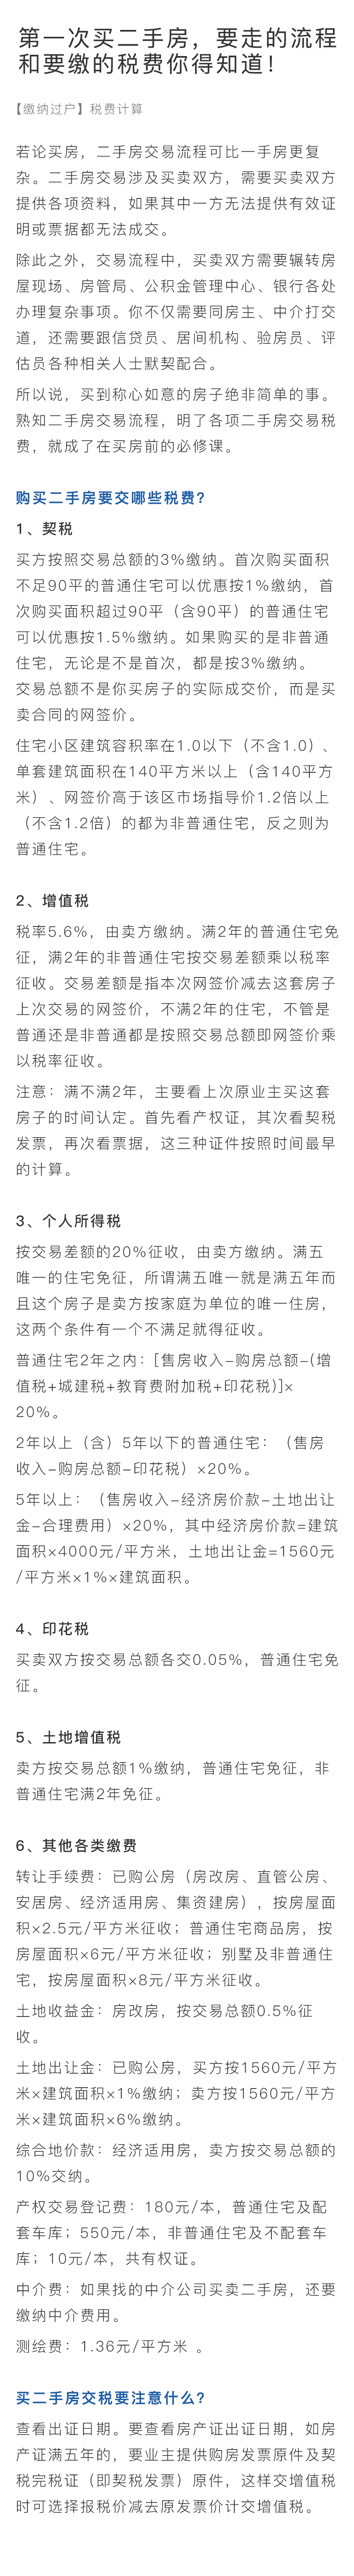 第一次买二手房，要走的流程
和要缴的税费你得知道！
【缴纳过户】税费计算
若论买房，二手房交易流程可比一手房更复
杂。二手房交易涉及买卖双方，需要买卖双方
提供各项资料，如果其中一方无法提供有效证
明或票据都无法成交。
除此之外，交易流程中，买卖双方需要辗转房
屋现场、房管局、公积金管理中心、银行各处
办理复杂事项。你不仅需要同房主、中介打交
道，还需要跟信贷员、居间机构、验房员、评
估员各种相关人士默契配合。
所以说，买到称心如意的房子绝非简单的事。
熟知二手房交易流程，明了各项二手房交易税
费，就成了在买房前的必修课。
购买二手房要交哪些税费?
1、契税
买方按照交易总额的3%缴纳。首次购买面积
不足90平的普通住宅可以优惠按1%缴纳，首
次购买面积超过90平（含90平）的普通住宅
可以优惠按1.5%缴纳。如果购买的是非普通
住宅，无论是不是首次，都是按3%缴纳。
交易总额不是你买房子的实际成交价，而是买
卖合同的网签价。
住宅小区建筑容积率在1.0以下（不含1.0）、
单套建筑面积在140平方米以上（含140平方
米）、网签价高于该区市场指导价1.2倍以上
（不含1.2倍）的都为非普通住宅，反之则为
普通住宅。
2、增值税
税率5.6%，由卖方缴纳。满2年的普通住宅免
征，满2年的非普通住宅按交易差额乘以税率
征收。交易差额是指本次网签价减去这套房子
上次交易的网签价，不满2年的住宅，不管是
普通还是非普通都是按照交易总额即网签价乘
以税率征收。
注意：满不满2年，主要看上次原业主买这套
房子的时间认定。首先看产权证，其次看契税
发票，再次看票据，这三种证件按照时间最早
的计算。
3、个人所得税
按交易差额的20%征收，由卖方缴纳。满五
唯一的住宅免征，所谓满五唯一就是满五年而
且这个房子是卖方按家庭为单位的唯一住房，
这两个条件有一个不满足就得征收。
普通住宅2年之内：[售房收入-购房总额-(增
值税+城建税+教育费附加税+印花税)]×
20%。
2年以上（含）5年以下的普通住宅：（售房
收入-购房总额-印花税）×20%。
5年以上：（售房收入-经济房价款-土地出让
金-合理费用）×20%，其中经济房价款=建筑
面积×4000元/平方米，土地出让金=1560元
/平方米×1%×建筑面积。
4、印花税
买卖双方按交易总额各交0.05%，普通住宅免
征。
5、土地增值税
卖方按交易总额1%缴纳，普通住宅免征，非
普通住宅满2年免征。
6、其他各类缴费
转让手续费：已购公房（房改房、直管公房、
安居房、经济适用房、集资建房），按房屋面
积×2.5元/平方米征收；普通住宅商品房，按
房屋面积×6元/平方米征收；别墅及非普通住
宅，按房屋面积×8元/平方米征收。
土地收益金：房改房，按交易总额0.5%征
收。
土地出让金：已购公房，买方按1560元/平方
米×建筑面积×1%缴纳；卖方按1560元/平方
米×建筑面积×6%缴纳。
综合地价款：经济适用房，卖方按交易总额的
10%交纳。
产权交易登记费：180元/本，普通住宅及配
套车库；550元/本，非普通住宅及不配套车
库；10元/本，共有权证。
中介费：如果找的中介公司买卖二手房，还要
缴纳中介费用。
测绘费：1.36元/平方米 。
买二手房交税要注意什么?
查看出证日期。要查看房产证出证日期，如房
产证满五年的，要业主提供购房发票原件及契
税完税证（即契税发票）原件，这样交增值税
时可选择报税价减去原发票价计交增值税。